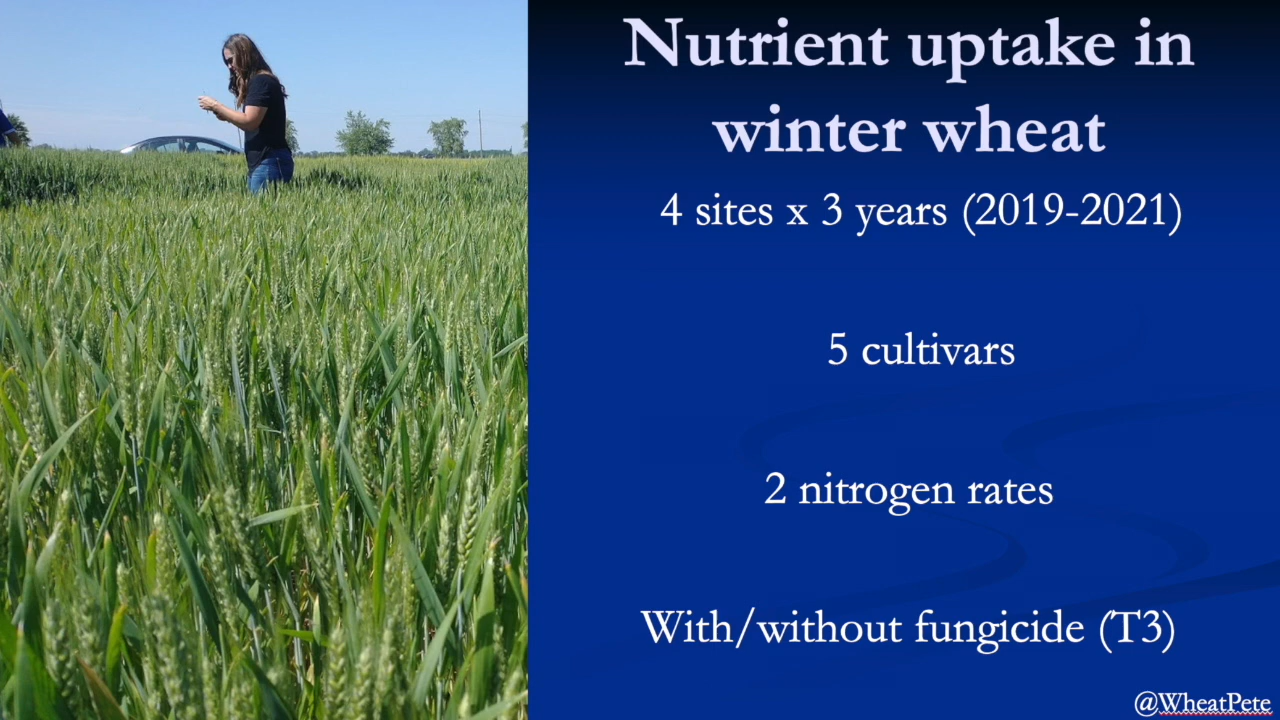 Nutrient uptake in
winter wheat
4 sites x 3 years (2019-2021)
5 cultivars
2 nitrogen rates
With/without fungicide (T3)
@WheatPete